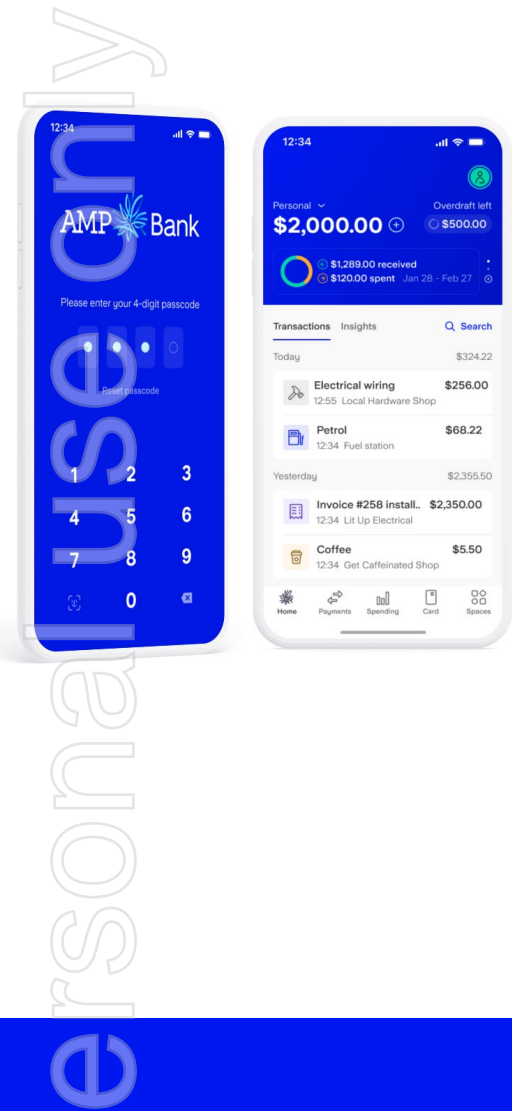 ersonal use only
12:34
AMP Bank
Please enter your 4-digit passcode
Reset passcode
1 2 3
4 5 6
7 8 9
0
12:34
Personal
Overdraft left
$2,000.00
$500.00
$1,289.00 received
$120.00 spent Jan 28 - Feb 27
Transactions Insights Search
Today $324.22
Electrical wiring $256.00
12:55 Local Hardware Shop
Petrol $68.22
12:34 Fuel station
Yesterday $2,355.50
Invoice #258 install.. $2,350.00
12:34 Lit Up Electrical
Coffee $5.50
12:34 Get Caffeinated Shop
Home Payments Spending Card Spaces